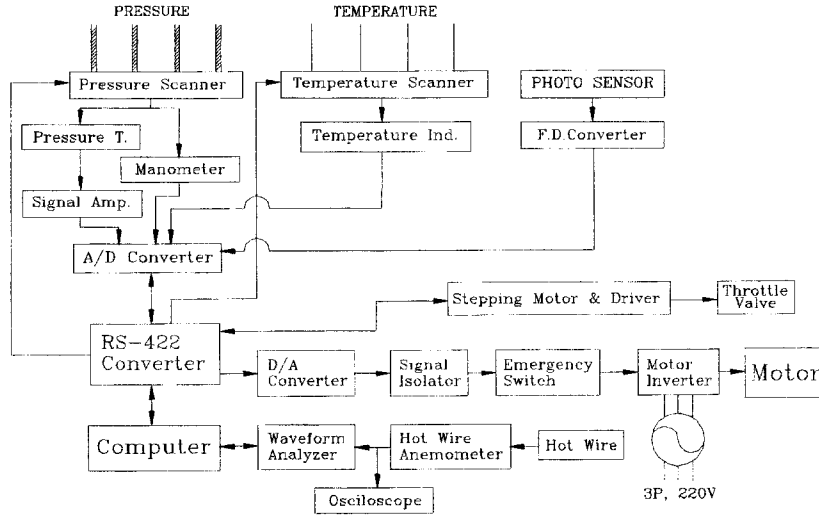 PRESSURE
TEMPERATURE
Pressure Scanner
Temperature Scanner
PHOTO SENSOR
Pressure T.
Temperature Ind.
F.D.Converter
Manometer
Signal Amp.
A/D Converter
Stepping Motor & Driver
Throttle
Valve
RS-422
Converter
D/A
Converter
Signal
Isolator
Emergency
Switch
Motor
Inverter
Motor
Computer
Waveform
Analyzer
Hot Wire
Anemometer
Hot Wire
Osciloscope
3P, 220V